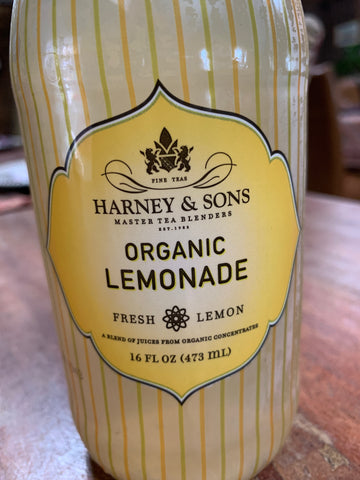 FINE TEAS
HARNEY & SONS
MASTER TEA BLENDERS
EST. 1983
ORGANIC
LEMONADE
FRESH LEMON
A BLEND OF JUICES FROM ORGANIC CONCENTRATES
16 FL OZ (473 mL)